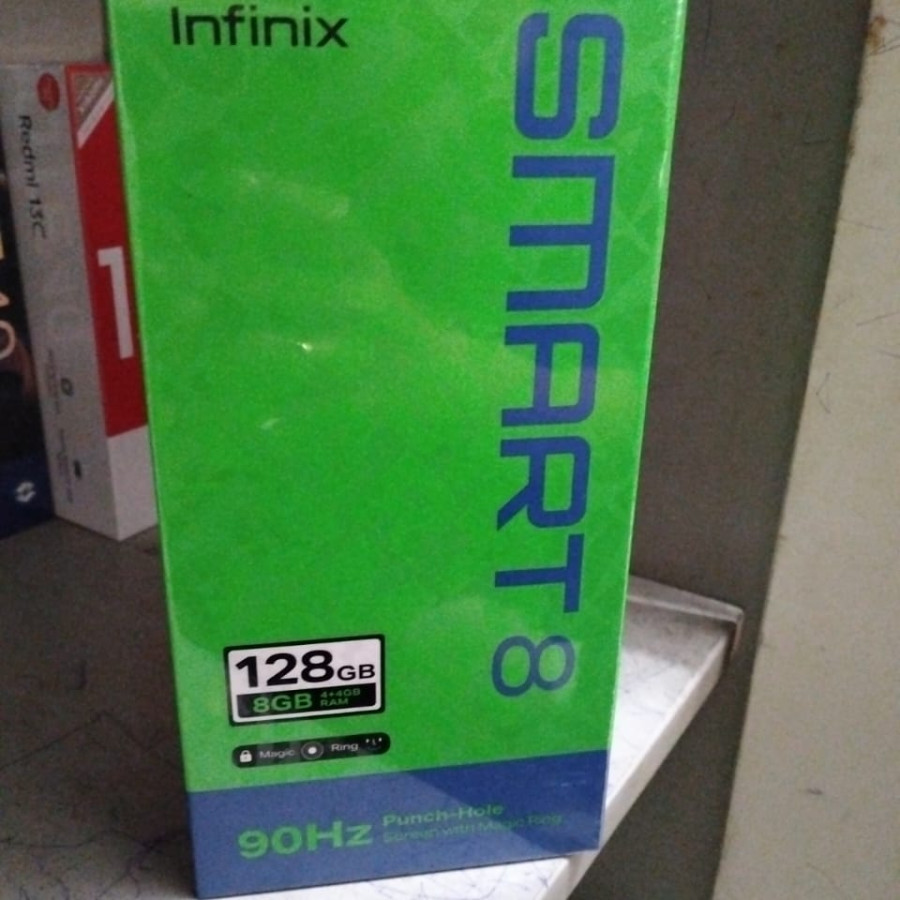 Infinix
SMART 8
128GB
8GB 4+4GB
RAM
Magic Ring
90Hz Punch-Hole
Screen with Magic Ring
Redmi 13C
1